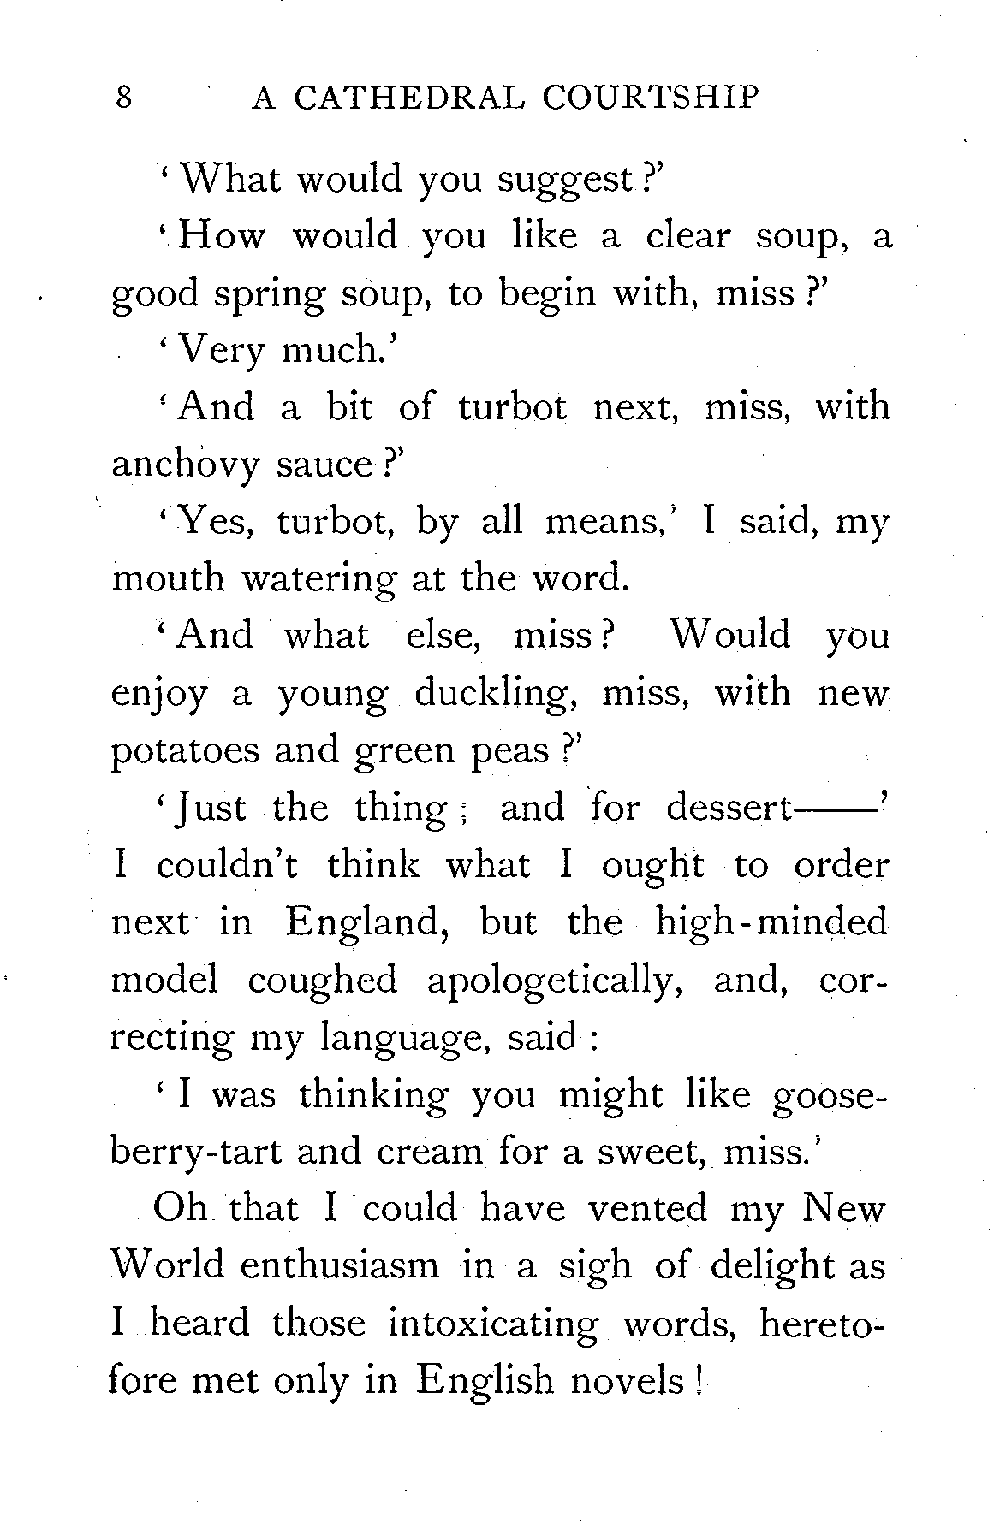 8 A CATHEDRAL COURTSHIP
‘What would you suggest?’
‘How would you like a clear soup, a
good spring soup, to begin with, miss?’
‘Very much.’
‘And a bit of turbot next, miss, with
anchovy sauce?’
‘Yes, turbot, by all means,’ I said, my
mouth watering at the word.
‘And what else, miss? Would you
enjoy a young duckling, miss, with new
potatoes and green peas?’
‘Just the thing; and for dessert——’
I couldn’t think what I ought to order
next in England, but the high-minded
model coughed apologetically, and, cor-
recting my language, said:
‘I was thinking you might like goose-
berry-tart and cream for a sweet, miss.’
Oh that I could have vented my New
World enthusiasm in a sigh of delight as
I heard those intoxicating words, hereto-
fore met only in English novels!